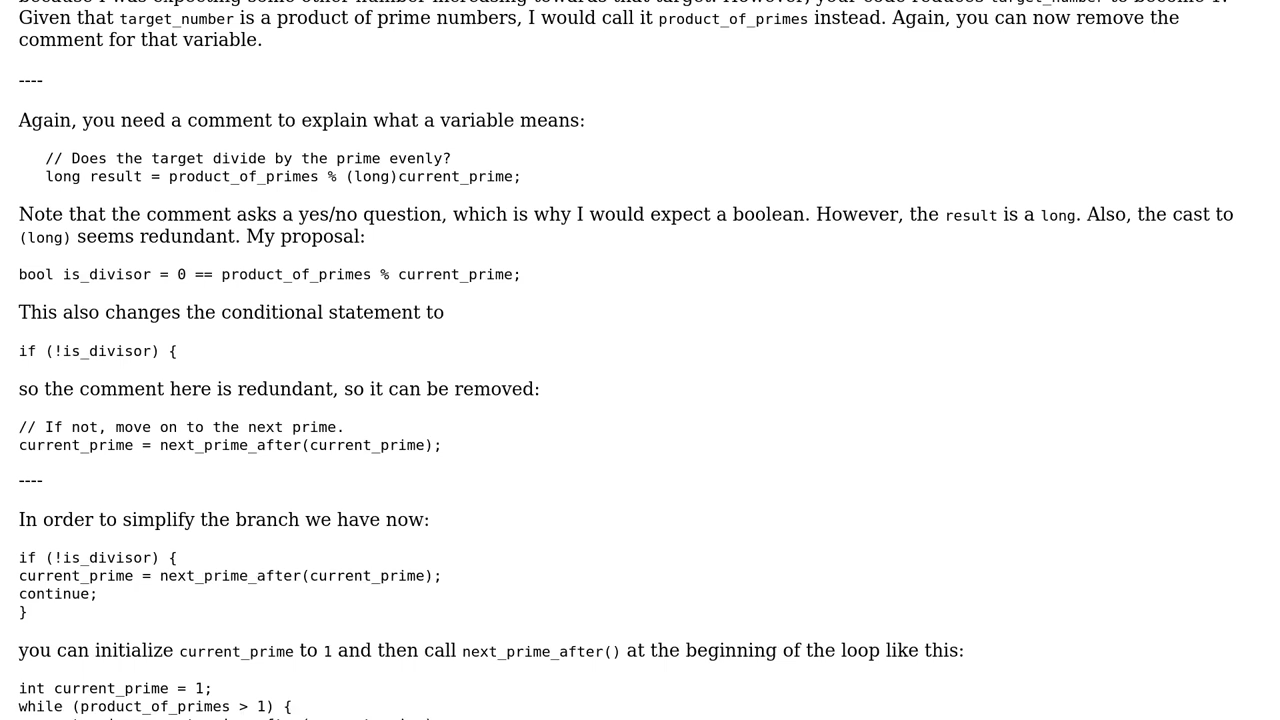 Given that target_number is a product of prime numbers, I would call it product_of_primes instead. Again, you can now remove the
comment for that variable.
----
Again, you need a comment to explain what a variable means:
// Does the target divide by the prime evenly?
long result = product_of_primes % (long)current_prime;
Note that the comment asks a yes/no question, which is why I would expect a boolean. However, the result is a long. Also, the cast to
(long) seems redundant. My proposal:
bool is_divisor = 0 == product_of_primes % current_prime;
This also changes the conditional statement to
if (!is_divisor) {
so the comment here is redundant, so it can be removed:
// If not, move on to the next prime.
current_prime = next_prime_after(current_prime);
----
In order to simplify the branch we have now:
if (!is_divisor) {
current_prime = next_prime_after(current_prime);
continue;
}
you can initialize current_prime to 1 and then call next_prime_after() at the beginning of the loop like this:
int current_prime = 1;
while (product_of_primes > 1) {